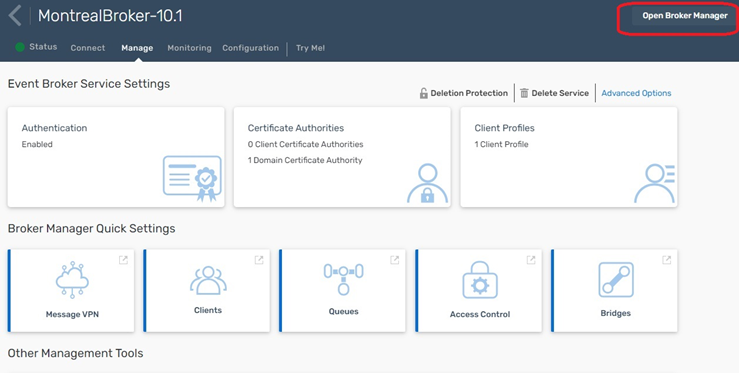 MontrealBroker-10.1
Open Broker Manager
Status Connect Manage Monitoring Configuration Try Me!
Event Broker Service Settings
Deletion Protection Delete Service Advanced Options
Authentication
Enabled
Certificate Authorities
0 Client Certificate Authorities
1 Domain Certificate Authority
Client Profiles
1 Client Profile
Broker Manager Quick Settings
Message VPN
Clients
Queues
Access Control
Bridges
Other Management Tools